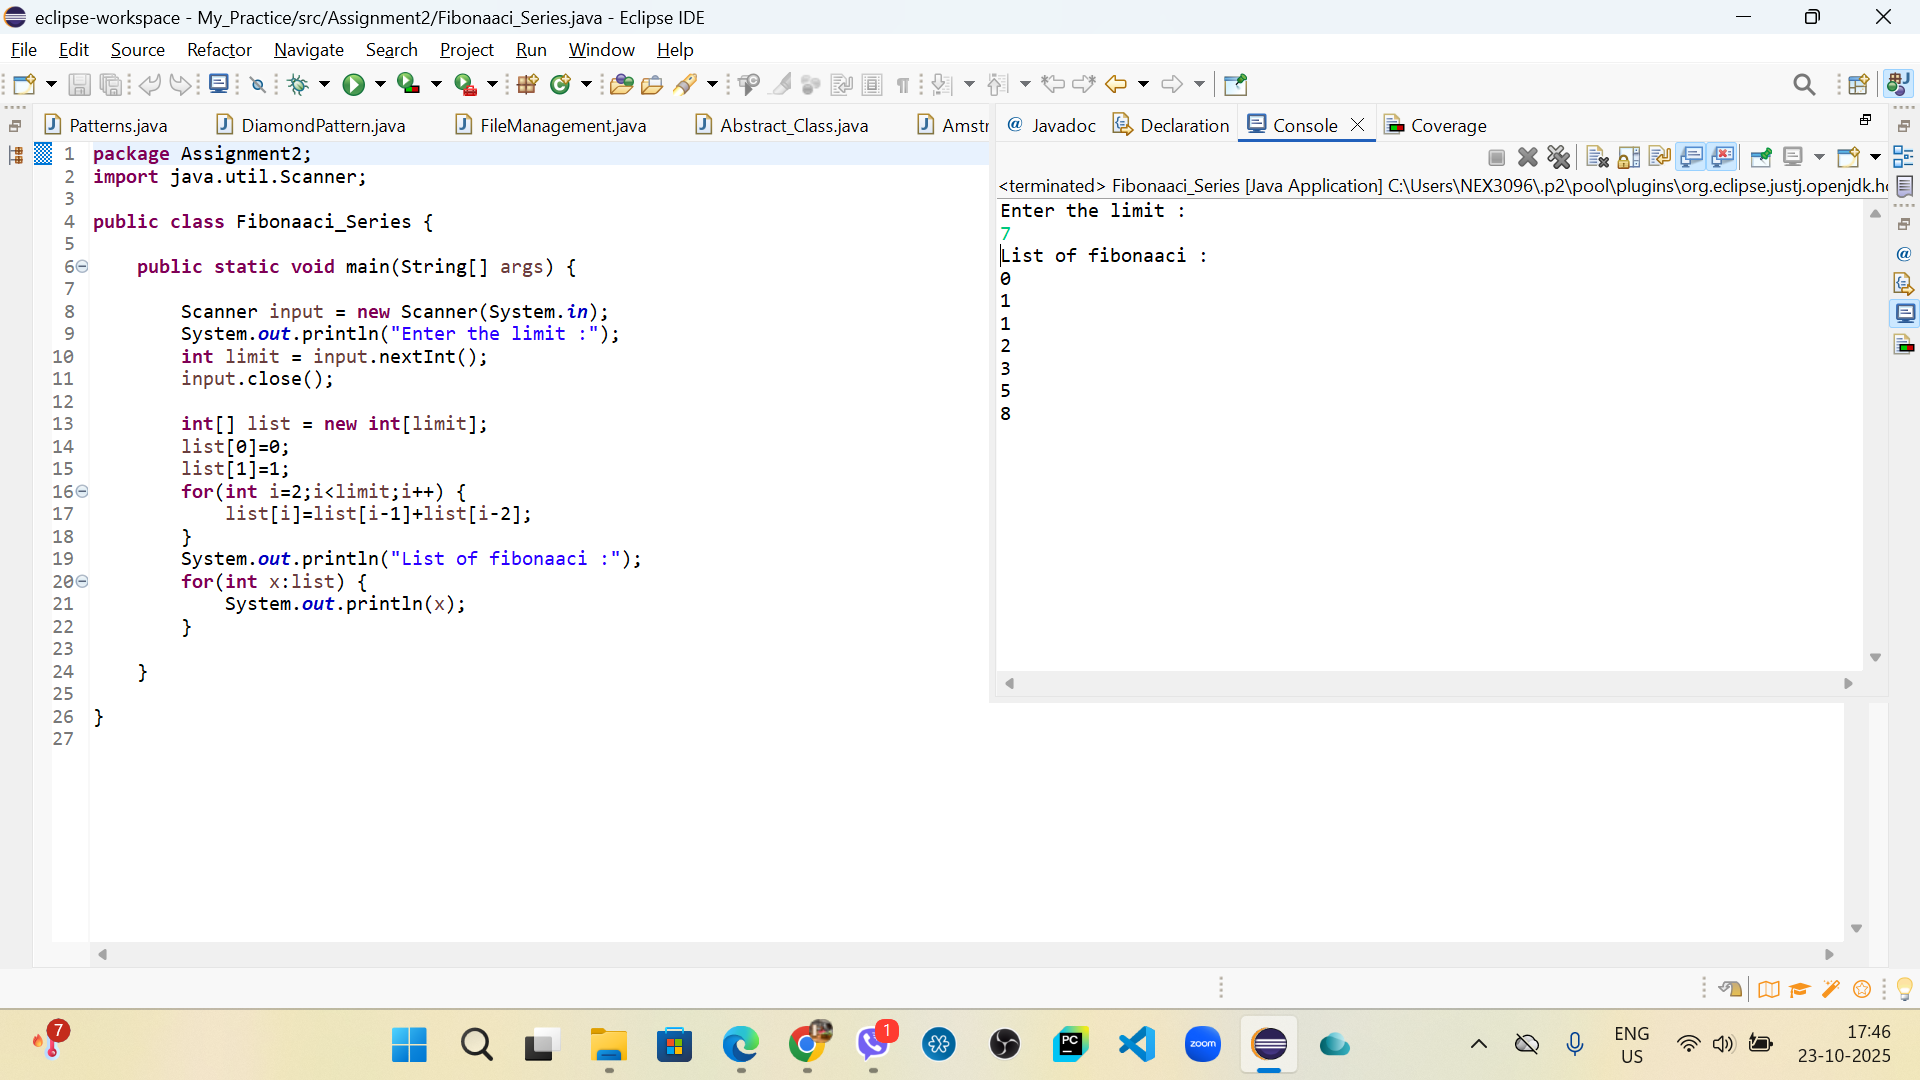 eclipse-workspace - My_Practice/src/Assignment2/Fibonaaci_Series.java - Eclipse IDE
File Edit Source Refactor Navigate Search Project Run Window Help
Patterns.java DiamondPattern.java FileManagement.java Abstract_Class.java Amstr
1 package Assignment2;
2 import java.util.Scanner;
3
4 public class Fibonaaci_Series {
5
6 public static void main(String[] args) {
7
8 Scanner input = new Scanner(System.in);
9 System.out.println("Enter the limit :");
10 int limit = input.nextInt();
11 input.close();
12
13 int[] list = new int[limit];
14 list[0]=0;
15 list[1]=1;
16 for(int i=2;i<limit;i++) {
17 list[i]=list[i-1]+list[i-2];
18 }
19 System.out.println("List of fibonaaci :");
20 for(int x:list) {
21 System.out.println(x);
22 }
23
24 }
25
26 }
27
@ Javadoc Declaration Console Coverage
<terminated> Fibonaaci_Series [Java Application] C:\Users\NEX3096\.p2\pool\plugins\org.eclipse.justj.openjdk.h
Enter the limit :
7
List of fibonaaci :
0
1
1
2
3
5
8
7
1
PC
zoom
ENG
US
17:46
23-10-2025